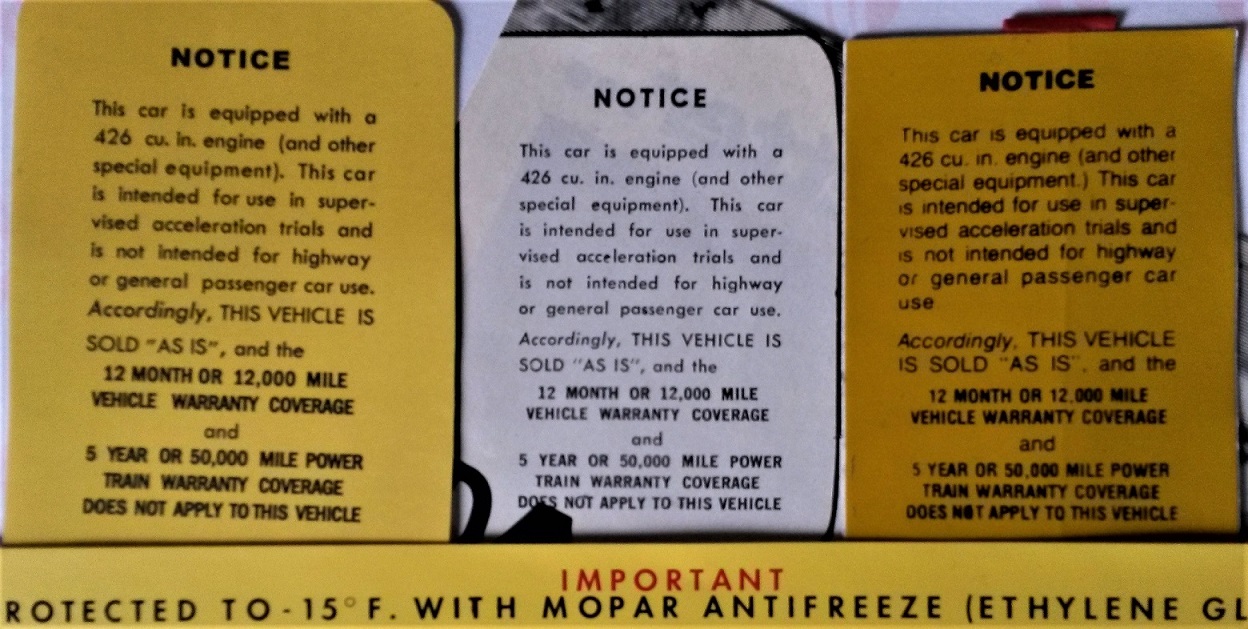 NOTICE
This car is equipped with a
426 cu. in. engine (and other
special equipment). This car
is intended for use in super-
vised acceleration trials and
is not intended for highway
or general passenger car use.
Accordingly, THIS VEHICLE IS
SOLD "AS IS", and the
12 MONTH OR 12,000 MILE
VEHICLE WARRANTY COVERAGE
and
5 YEAR OR 50,000 MILE POWER
TRAIN WARRANTY COVERAGE
DOES NOT APPLY TO THIS VEHICLE
NOTICE
This car is equipped with a
426 cu. in. engine (and other
special equipment). This car
is intended for use in super-
vised acceleration trials and
is not intended for highway
or general passenger car use.
Accordingly, THIS VEHICLE IS
SOLD "AS IS", and the
12 MONTH OR 12,000 MILE
VEHICLE WARRANTY COVERAGE
and
5 YEAR OR 50,000 MILE POWER
TRAIN WARRANTY COVERAGE
DOES NOT APPLY TO THIS VEHICLE
NOTICE
This car is equipped with a
426 cu. in. engine (and other
special equipment.) This car
is intended for use in super-
vised acceleration trials and
is not intended for highway
or general passenger car
use
Accordingly, THIS VEHICLE
IS SOLD "AS IS". and the
12 MONTH OR 12,000 MILE
VEHICLE WARRANTY COVERAGE
and
5 YEAR OR 50,000 MILE POWER
TRAIN WARRANTY COVERAGE
DOES NOT APPLY TO THIS VEHICLE
IMPORTANT
ROTECTED TO -15° F. WITH MOPAR ANTIFREEZE (ETHYLENE GL